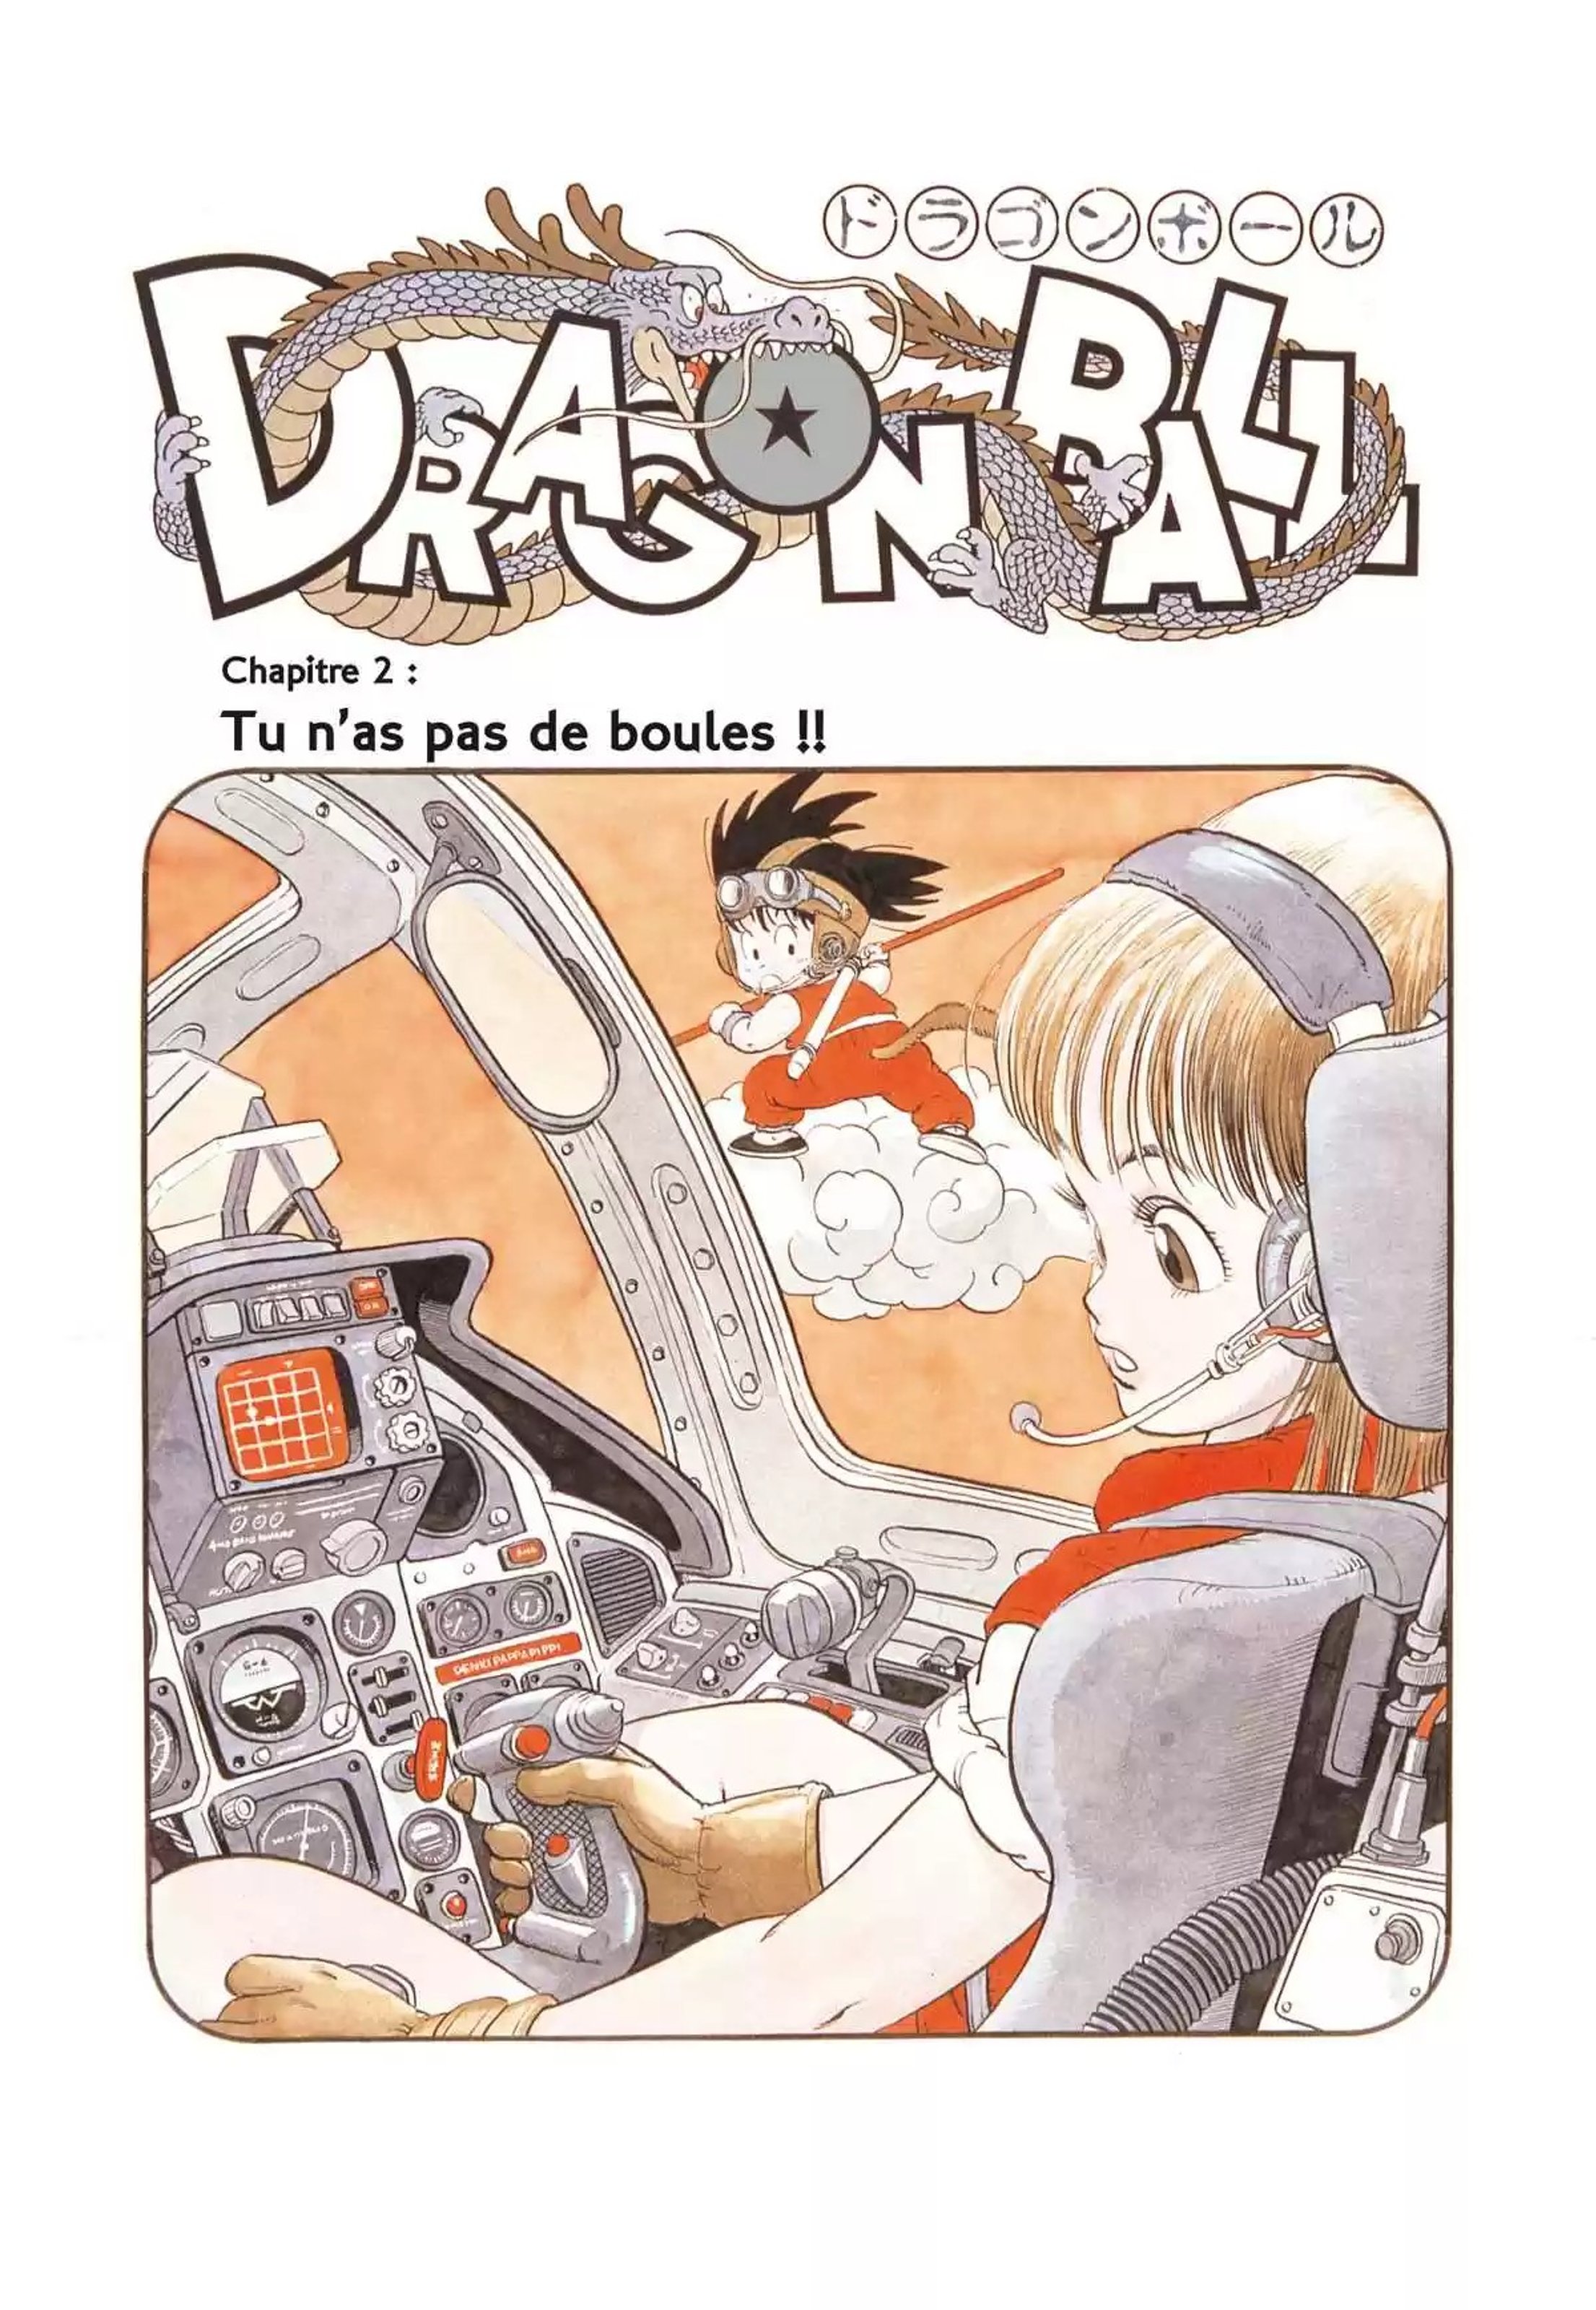 ドラゴンボール
DRAGON BALL
Chapitre 2 :
Tu n'as pas de boules !!
DENKI PAPPAPIPPI